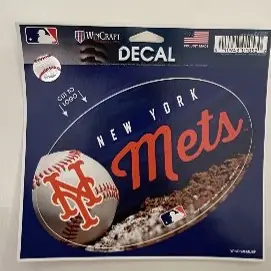 WINCRAFT
DECAL
CUT TO
LOGO
NEW YORK
Mets
NY